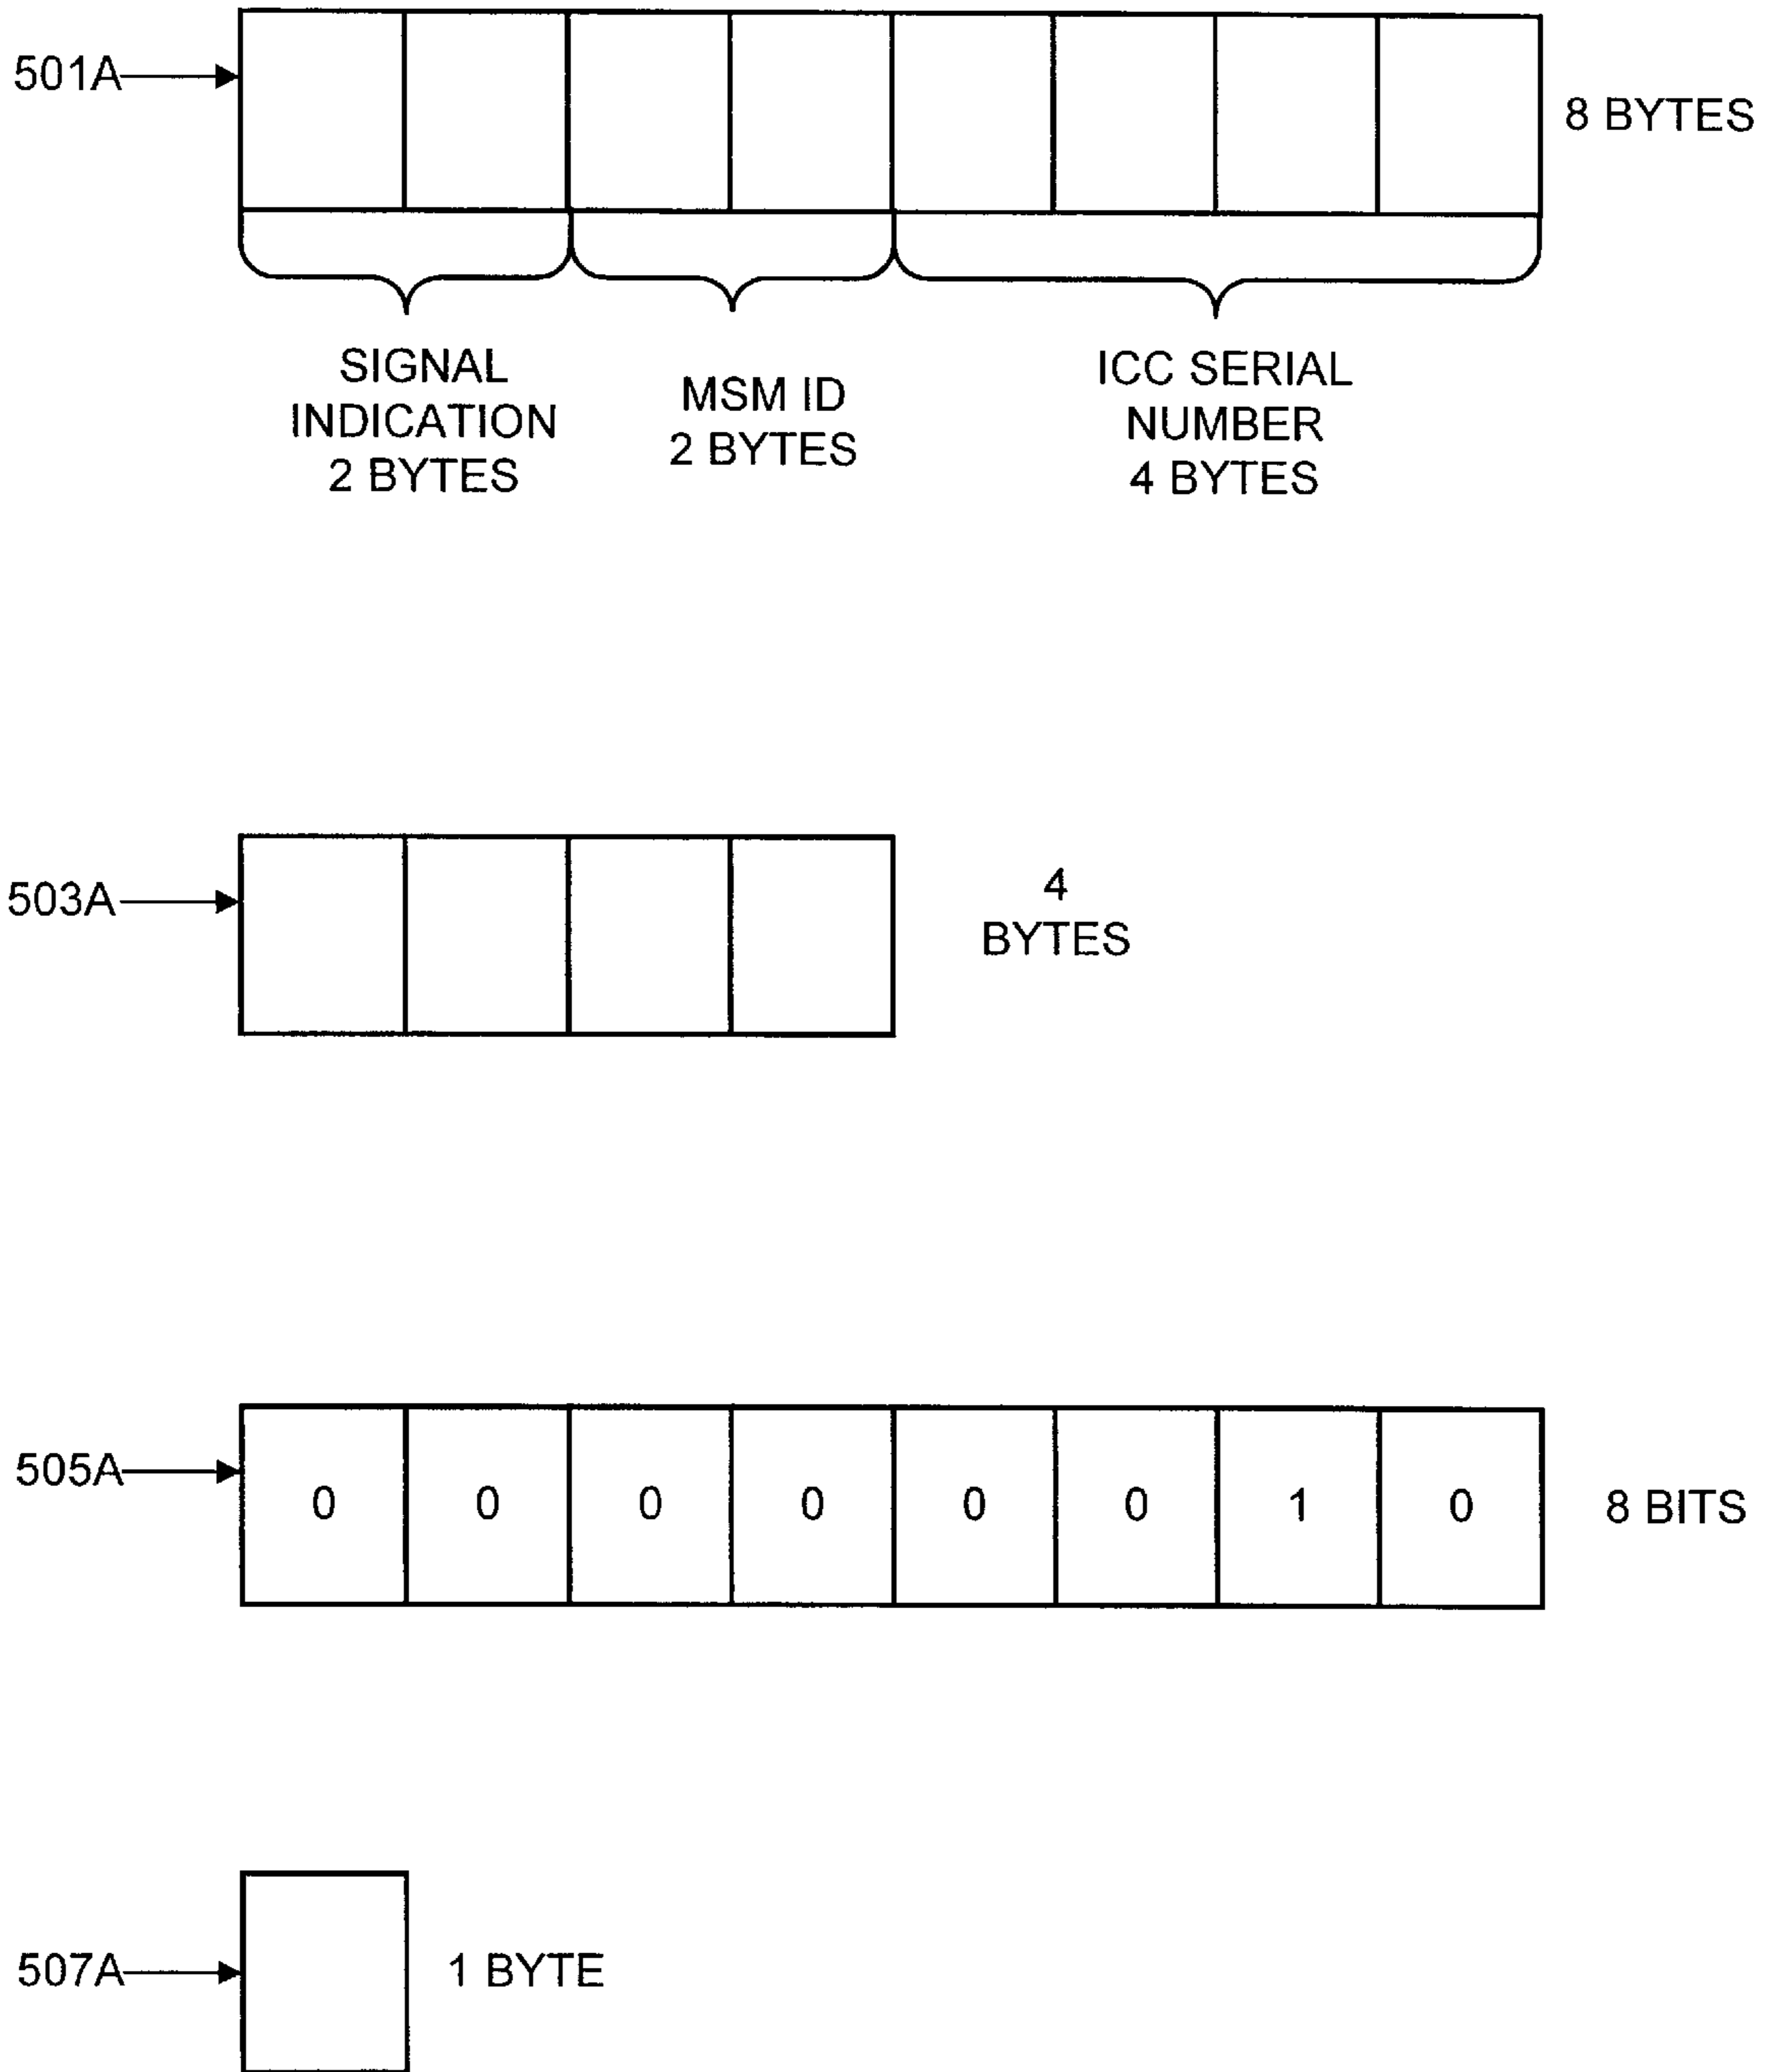 501A
8 BYTES
SIGNAL
INDICATION
2 BYTES
MSM ID
2 BYTES
ICC SERIAL
NUMBER
4 BYTES
503A
4
BYTES
505A
0 0 0 0 0 0 1 0
8 BITS
507A
1 BYTE